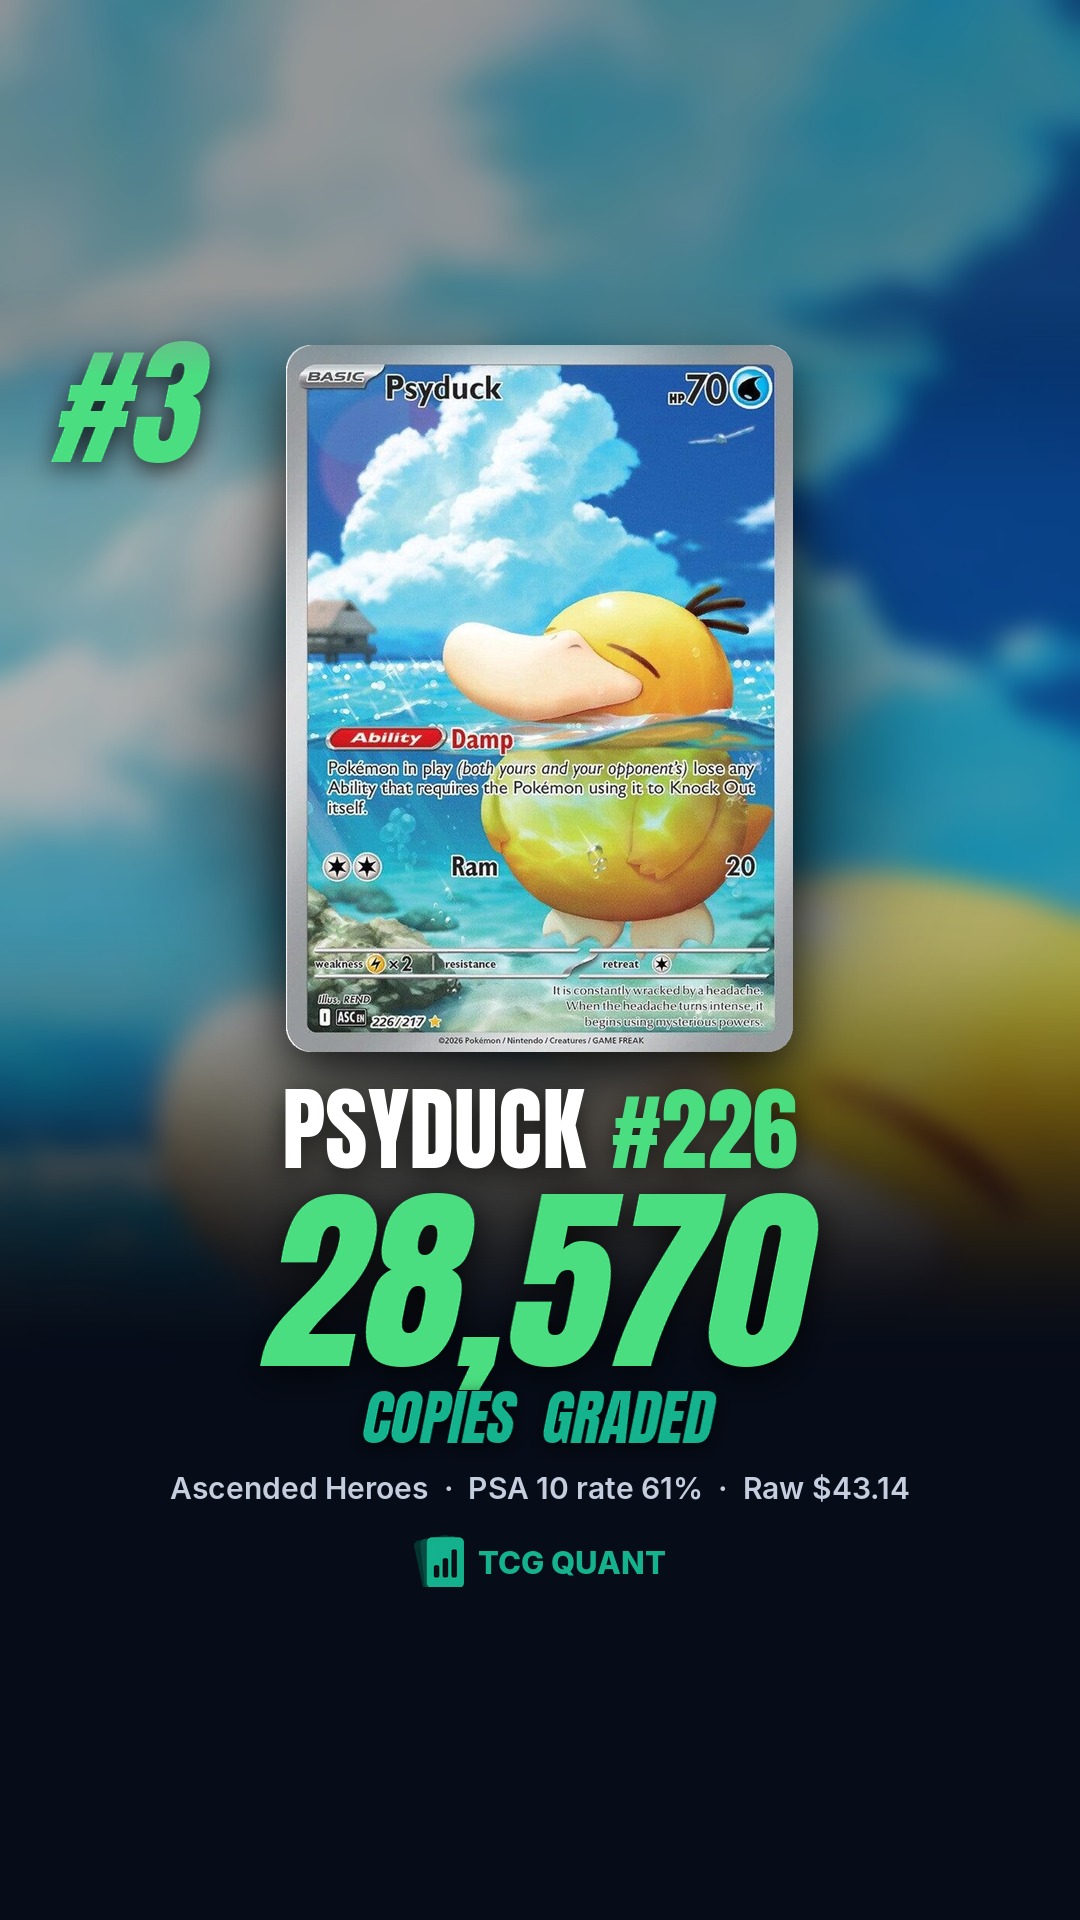 #3
BASIC Psyduck HP 70
Ability Damp
Pokémon in play (both yours and your opponent's) lose any
Ability that requires the Pokémon using it to Knock Out
itself.
Ram 20
weakness ×2 resistance retreat
It is constantly wracked by a headache.
When the headache turns intense, it
begins using mysterious powers.
Illus. REND
I ASC EN 226/217
©2026 Pokémon / Nintendo / Creatures / GAME FREAK
PSYDUCK #226
28,570
COPIES GRADED
Ascended Heroes · PSA 10 rate 61% · Raw $43.14
TCG QUANT